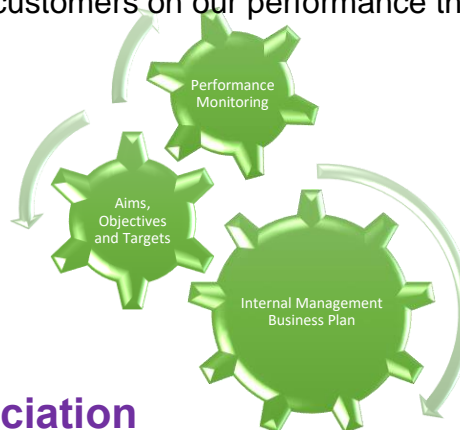 customers on our performance th
Performance
Monitoring
Aims,
Objectives
and Targets
Internal Management
Business Plan
ciation